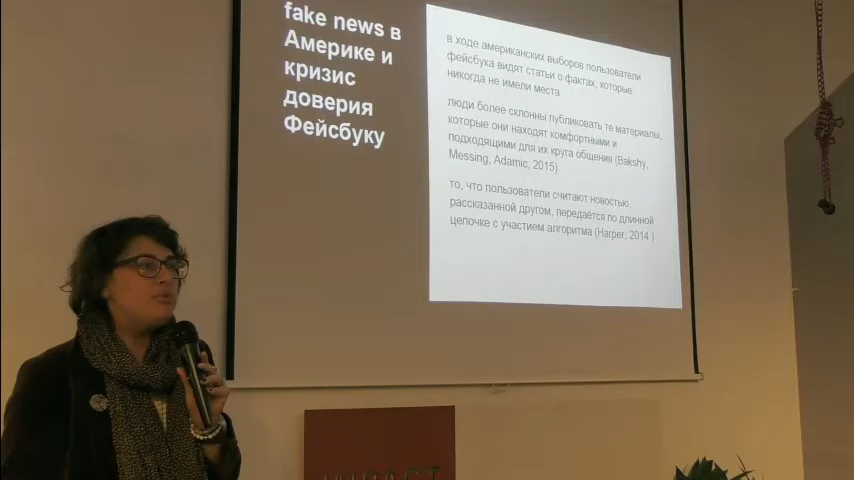 fake news в
Америке и
кризис
доверия
Фейсбуку
в ходе американских выборов пользователи
фейсбука видят статьи о фактах, которые
никогда не имели места
люди более склонны публиковать те материалы,
которые они находят комфортными и
подходящими для их круга общения (Bakshy,
Messing, Adamic, 2015)
то, что пользователи считают новостью,
рассказанной другом, передаётся по длинной
цепочке с участием алгоритма (Harper, 2014 )